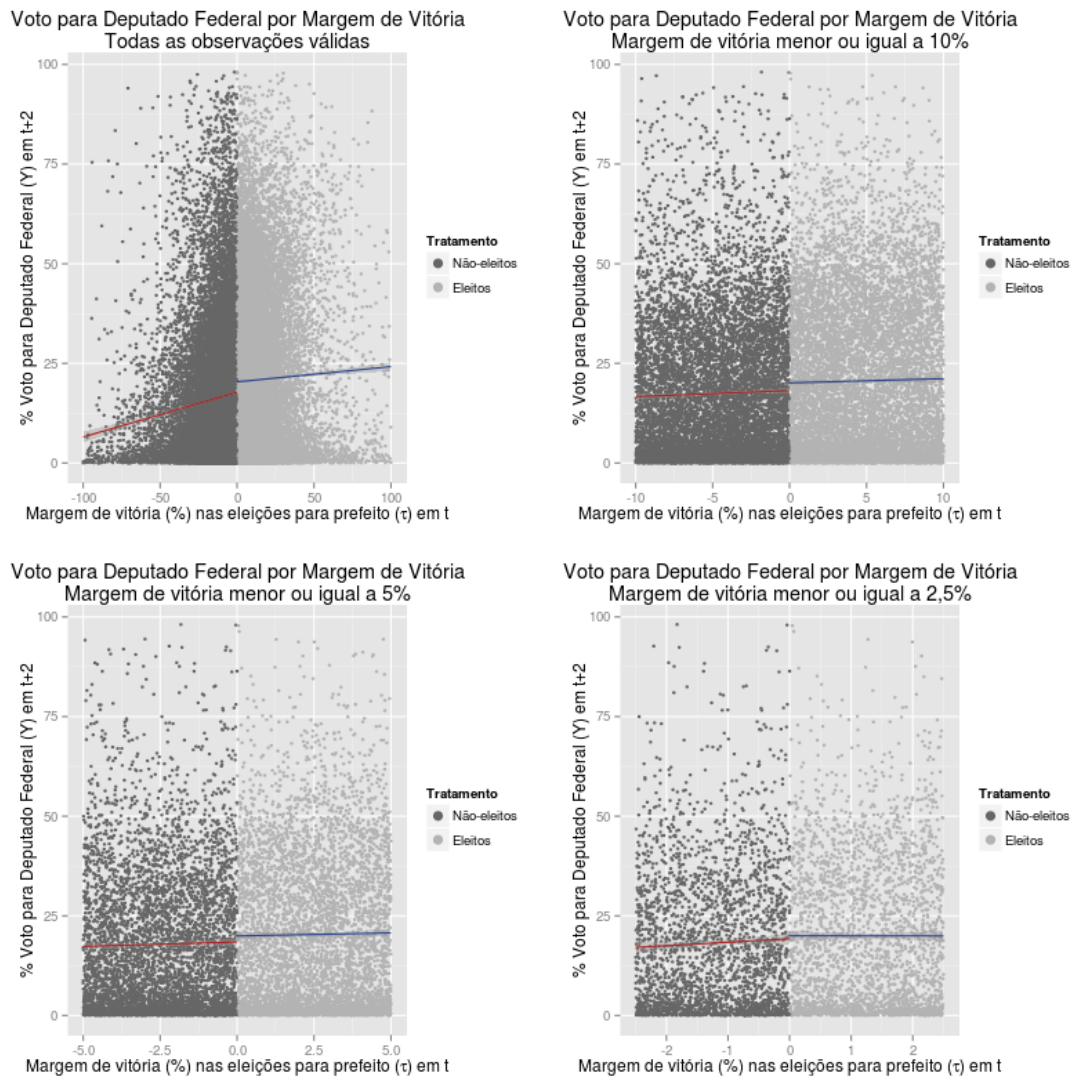 Voto para Deputado Federal por Margem de Vitória
Todas as observações válidas
% Voto para Deputado Federal (Y) em t+2
100
75
50
25
0
-100
-50
0
50
100
Margem de vitória (%) nas eleições para prefeito (τ) em t
Tratamento
Não-eleitos
Eleitos
Voto para Deputado Federal por Margem de Vitória
Margem de vitória menor ou igual a 10%
% Voto para Deputado Federal (Y) em t+2
100
75
50
25
0
-10
-5
0
5
10
Margem de vitória (%) nas eleições para prefeito (τ) em t
Tratamento
Não-eleitos
Eleitos
Voto para Deputado Federal por Margem de Vitória
Margem de vitória menor ou igual a 5%
% Voto para Deputado Federal (Y) em t+2
100
75
50
25
0
-5.0
-2.5
0.0
2.5
5.0
Margem de vitória (%) nas eleições para prefeito (τ) em t
Tratamento
Não-eleitos
Eleitos
Voto para Deputado Federal por Margem de Vitória
Margem de vitória menor ou igual a 2,5%
% Voto para Deputado Federal (Y) em t+2
100
75
50
25
0
-2
-1
0
1
2
Margem de vitória (%) nas eleições para prefeito (τ) em t
Tratamento
Não-eleitos
Eleitos